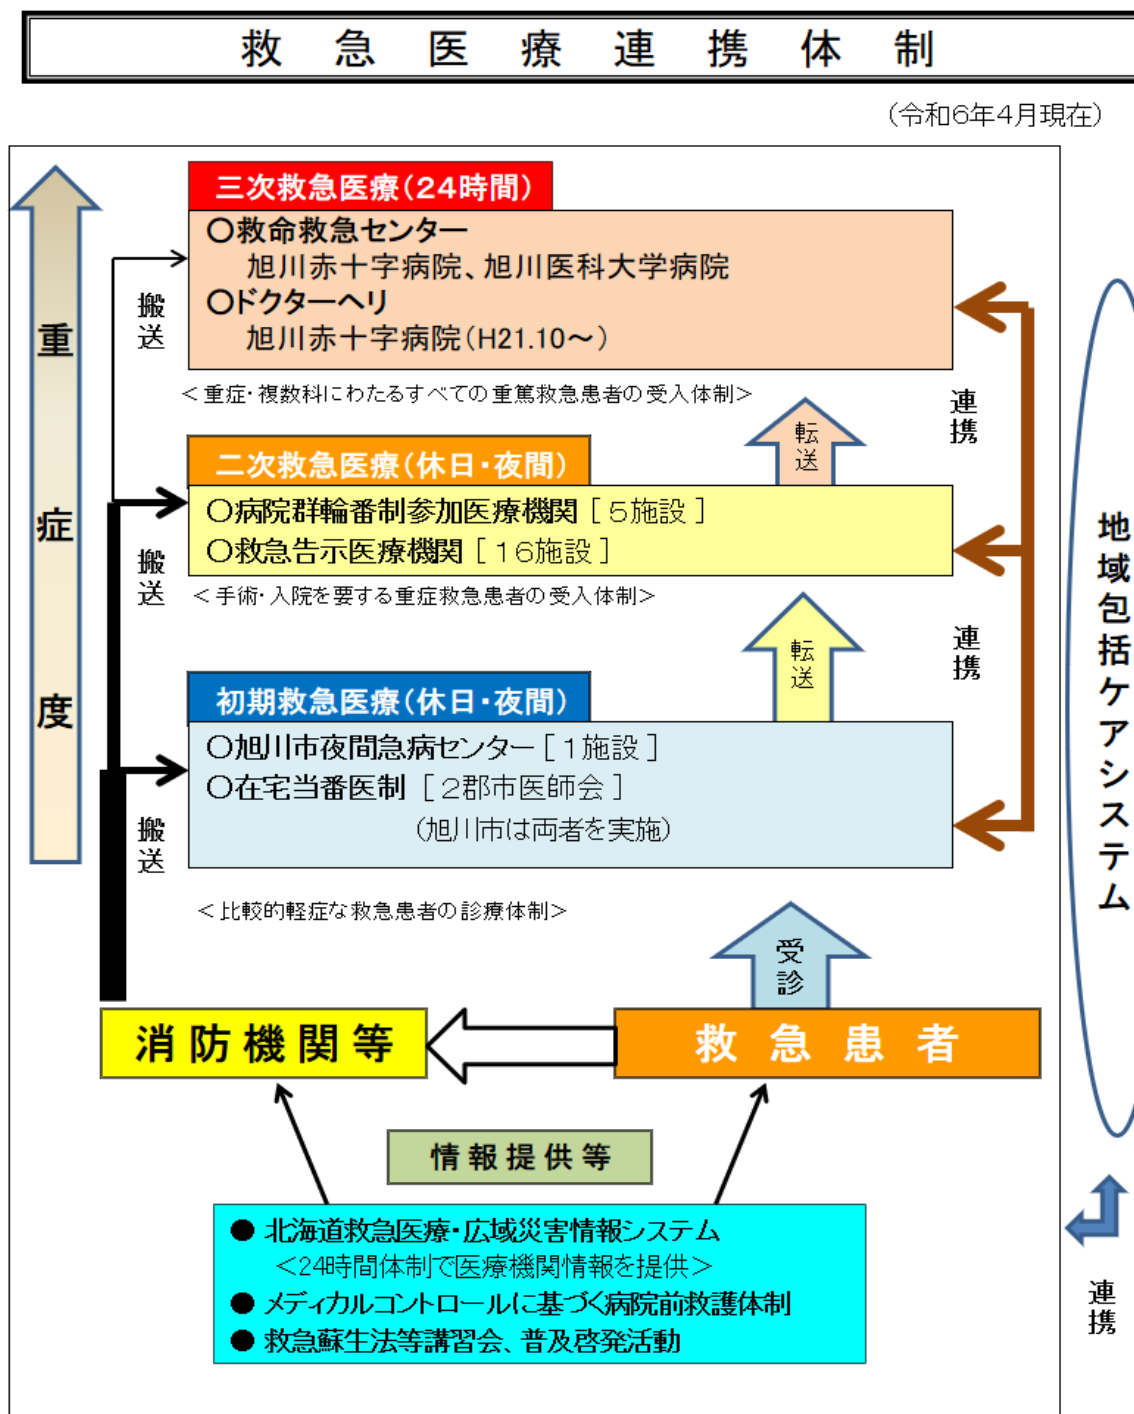 救急医療連携体制
（令和6年4月現在）
重症度
三次救急医療（24時間）
○救命救急センター
旭川赤十字病院、旭川医科大学病院
○ドクターヘリ
旭川赤十字病院（H21.10～）
搬送
＜重症・複数科にわたるすべての重篤救急患者の受入体制＞
連携
転送
二次救急医療（休日・夜間）
○病院群輪番制参加医療機関［5施設］
○救急告示医療機関［16施設］
搬送
＜手術・入院を要する重症救急患者の受入体制＞
連携
転送
初期救急医療（休日・夜間）
○旭川市夜間急病センター［1施設］
○在宅当番医制［2郡市医師会］
（旭川市は両者を実施）
搬送
＜比較的軽症な救急患者の診療体制＞
地域包括ケアシステム
受診
消防機関等
救急患者
情報提供等
●北海道救急医療・広域災害情報システム
＜24時間体制で医療機関情報を提供＞
●メディカルコントロールに基づく病院前救護体制
●救急蘇生法等講習会、普及啓発活動
連携